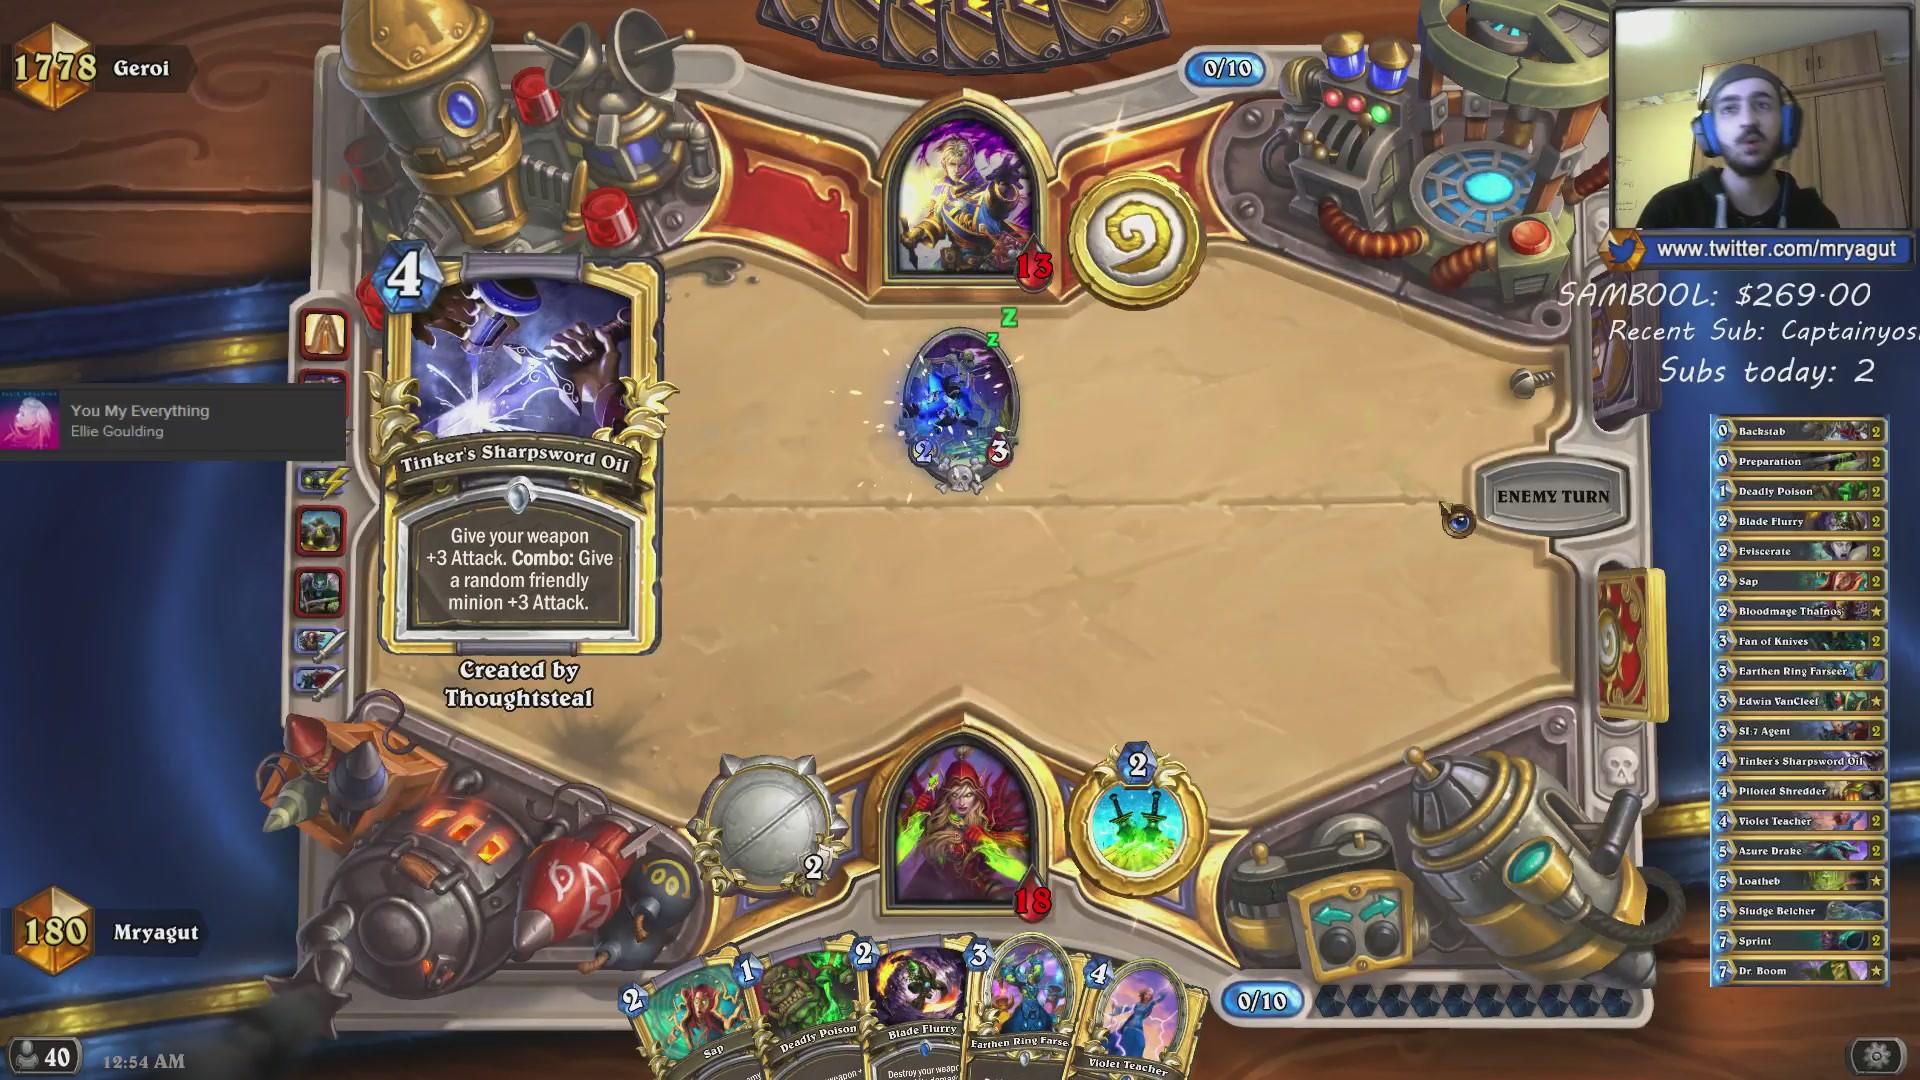 1778 Geroi
0/10
13
www.twitter.com/mryagut
SAMBOOL: $269.00
Recent Sub: Captainyos
Subs today: 2
4
Tinker's Sharpsword Oil
Give your weapon
+3 Attack. Combo: Give
a random friendly
minion +3 Attack.
Created by
Thoughtsteal
You My Everything
Ellie Goulding
z
z
2 3
ENEMY TURN
0 Backstab 2
0 Preparation 2
1 Deadly Poison 2
2 Blade Flurry 2
2 Eviscerate 2
2 Sap 2
2 Bloodmage Thalnos
3 Fan of Knives 2
3 Earthen Ring Farseer
3 Edwin VanCleef
3 SI:7 Agent 2
4 Tinker's Sharpsword Oil
4 Piloted Shredder 2
4 Violet Teacher 2
5 Azure Drake 2
5 Loatheb
5 Sludge Belcher 2
7 Sprint 2
7 Dr. Boom
2
2
18
180 Mryagut
2 Sap
1 Deadly Poison
2 Blade Flurry
Destroy your weapo
3 Earthen Ring Farse
4 Violet Teacher
0/10
40 12:54 AM